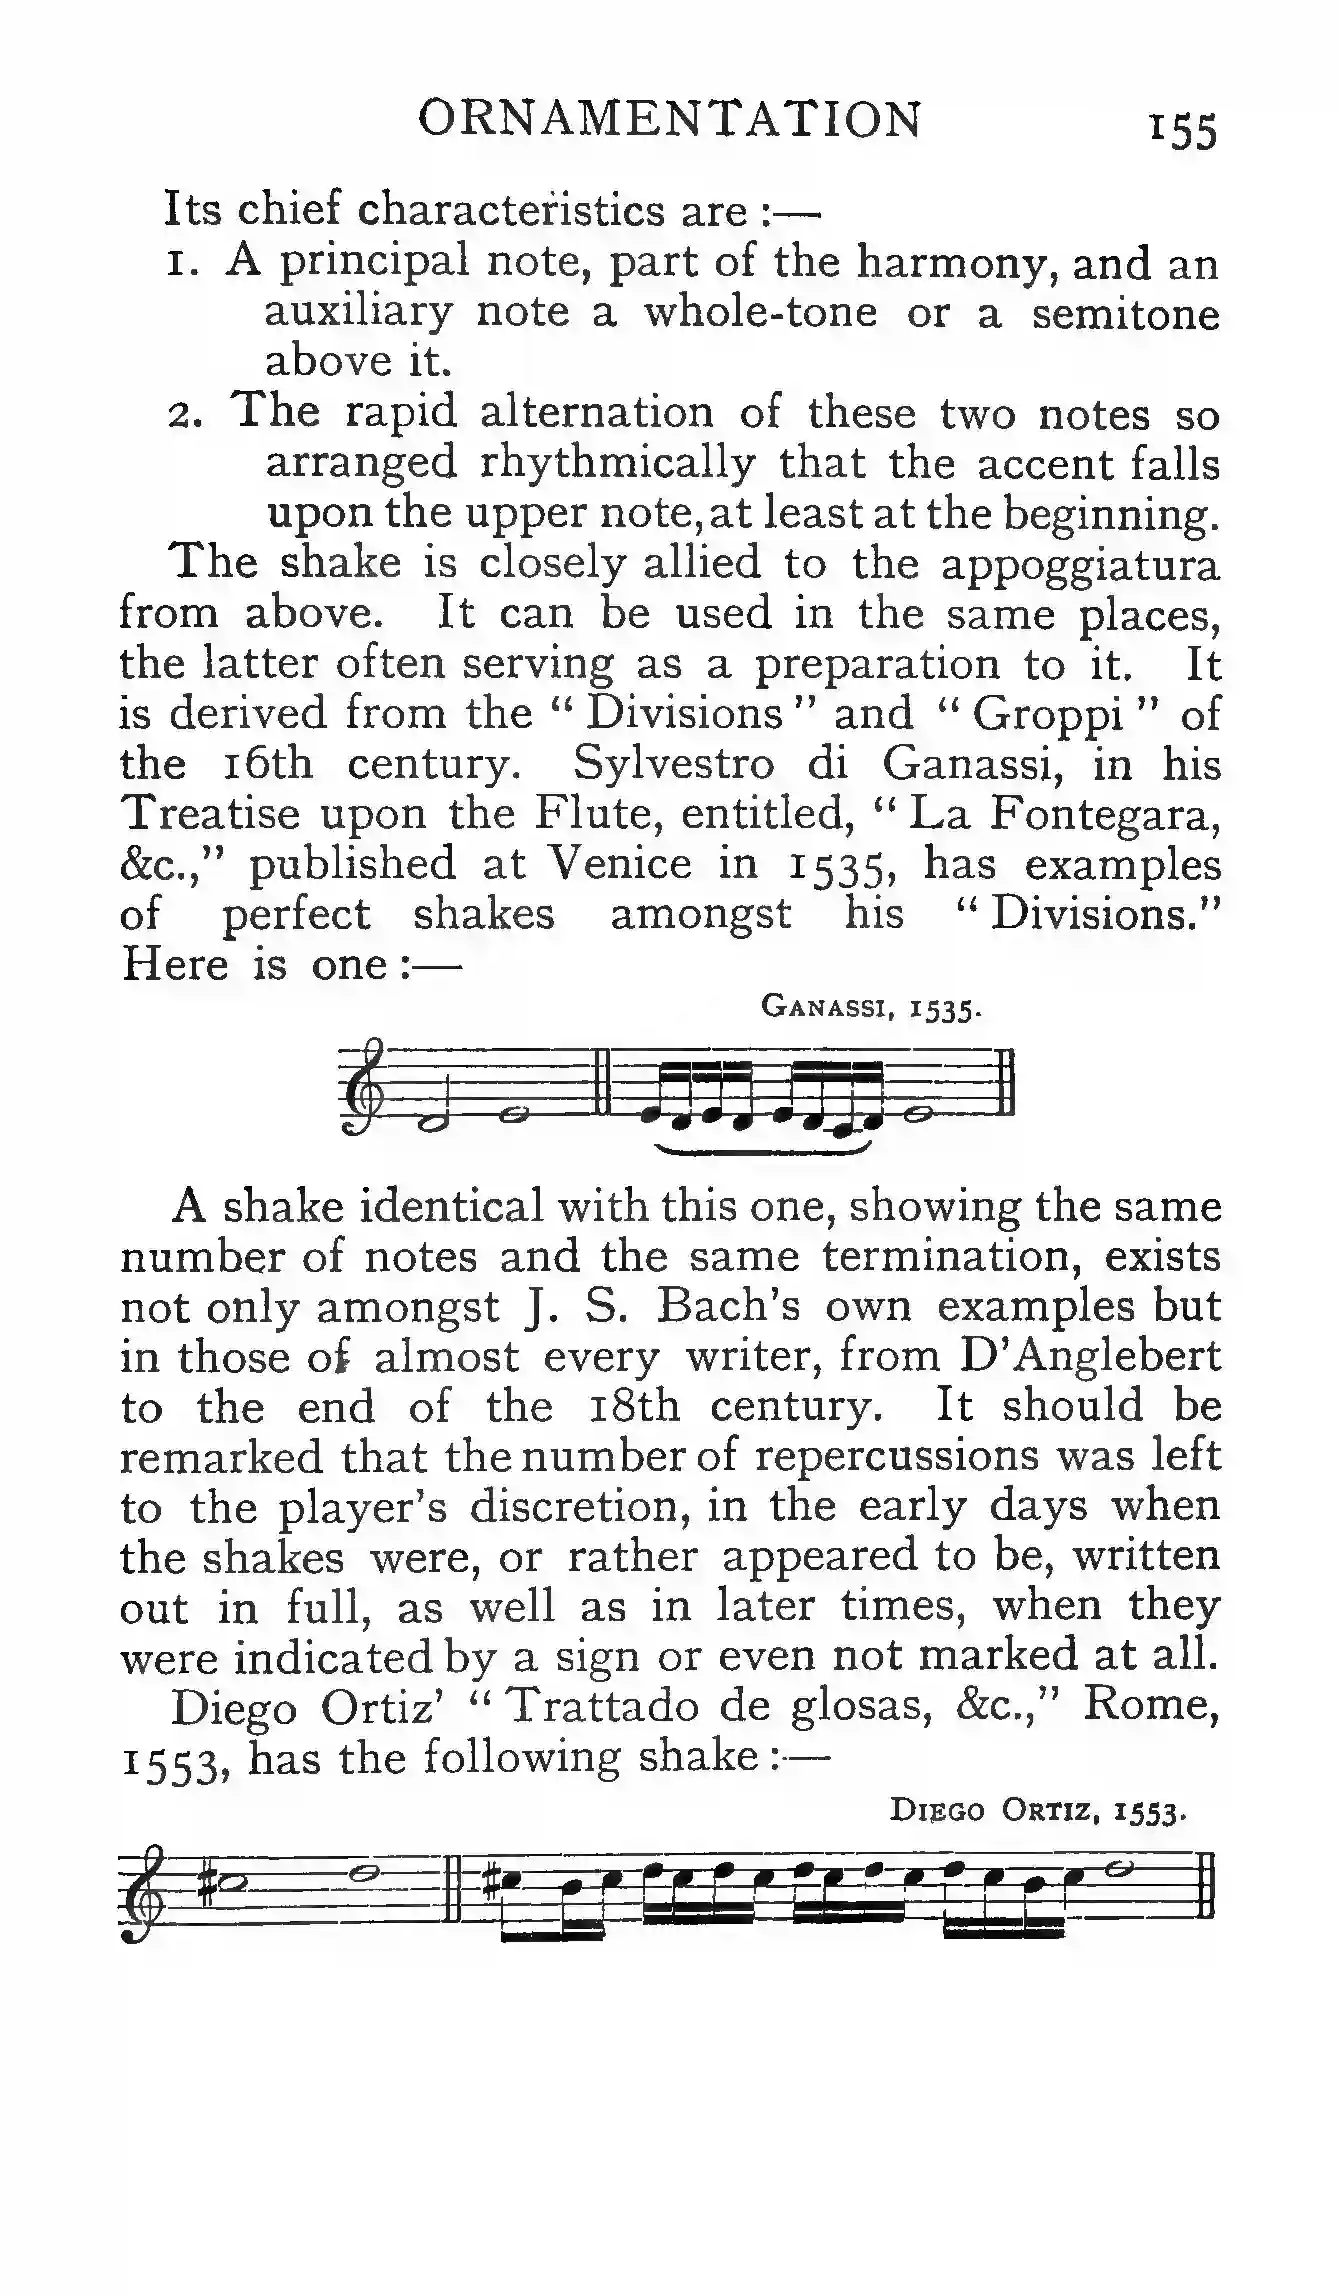 ORNAMENTATION 155
Its chief characteristics are :—
1. A principal note, part of the harmony, and an
auxiliary note a whole-tone or a semitone
above it.
2. The rapid alternation of these two notes so
arranged rhythmically that the accent falls
upon the upper note, at least at the beginning.
The shake is closely allied to the appoggiatura
from above. It can be used in the same places,
the latter often serving as a preparation to it. It
is derived from the “ Divisions ” and “ Groppi ” of
the 16th century. Sylvestro di Ganassi, in his
Treatise upon the Flute, entitled, “ La Fontegara,
&c.,” published at Venice in 1535, has examples
of perfect shakes amongst his “ Divisions.”
Here is one :—
GANASSI, 1535.
A shake identical with this one, showing the same
number of notes and the same termination, exists
not only amongst J. S. Bach’s own examples but
in those of almost every writer, from D’Anglebert
to the end of the 18th century. It should be
remarked that the number of repercussions was left
to the player’s discretion, in the early days when
the shakes were, or rather appeared to be, written
out in full, as well as in later times, when they
were indicated by a sign or even not marked at all.
Diego Ortiz’ “ Trattado de glosas, &c.,” Rome,
1553, has the following shake :—
DIEGO ORTIZ, 1553.